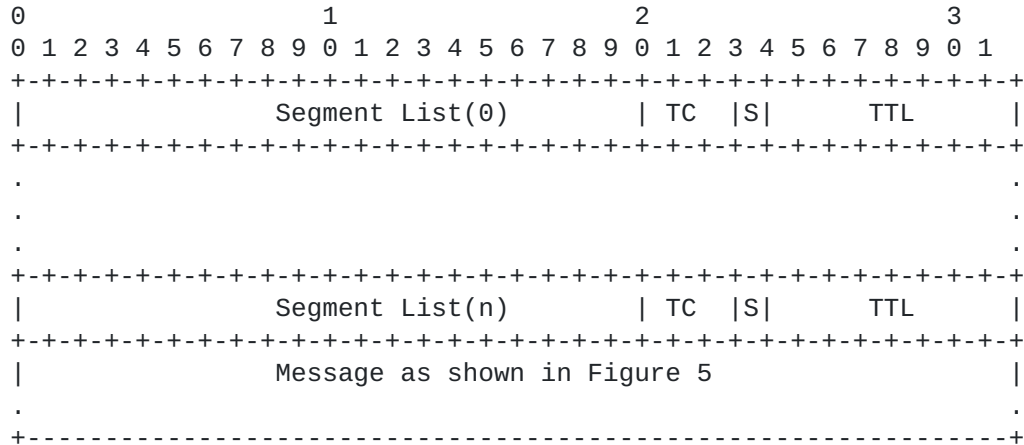 0                   1                   2                   3
0 1 2 3 4 5 6 7 8 9 0 1 2 3 4 5 6 7 8 9 0 1 2 3 4 5 6 7 8 9 0 1
+-+-+-+-+-+-+-+-+-+-+-+-+-+-+-+-+-+-+-+-+-+-+-+-+-+-+-+-+-+-+-+-+
|                Segment List(0)        | TC  |S|      TTL      |
+-+-+-+-+-+-+-+-+-+-+-+-+-+-+-+-+-+-+-+-+-+-+-+-+-+-+-+-+-+-+-+-+
.                                                               .
.                                                               .
.                                                               .
+-+-+-+-+-+-+-+-+-+-+-+-+-+-+-+-+-+-+-+-+-+-+-+-+-+-+-+-+-+-+-+-+
|                Segment List(n)        | TC  |S|      TTL      |
+-+-+-+-+-+-+-+-+-+-+-+-+-+-+-+-+-+-+-+-+-+-+-+-+-+-+-+-+-+-+-+-+
|                Message as shown in Figure 5                   |
.                                                               .
+---------------------------------------------------------------+